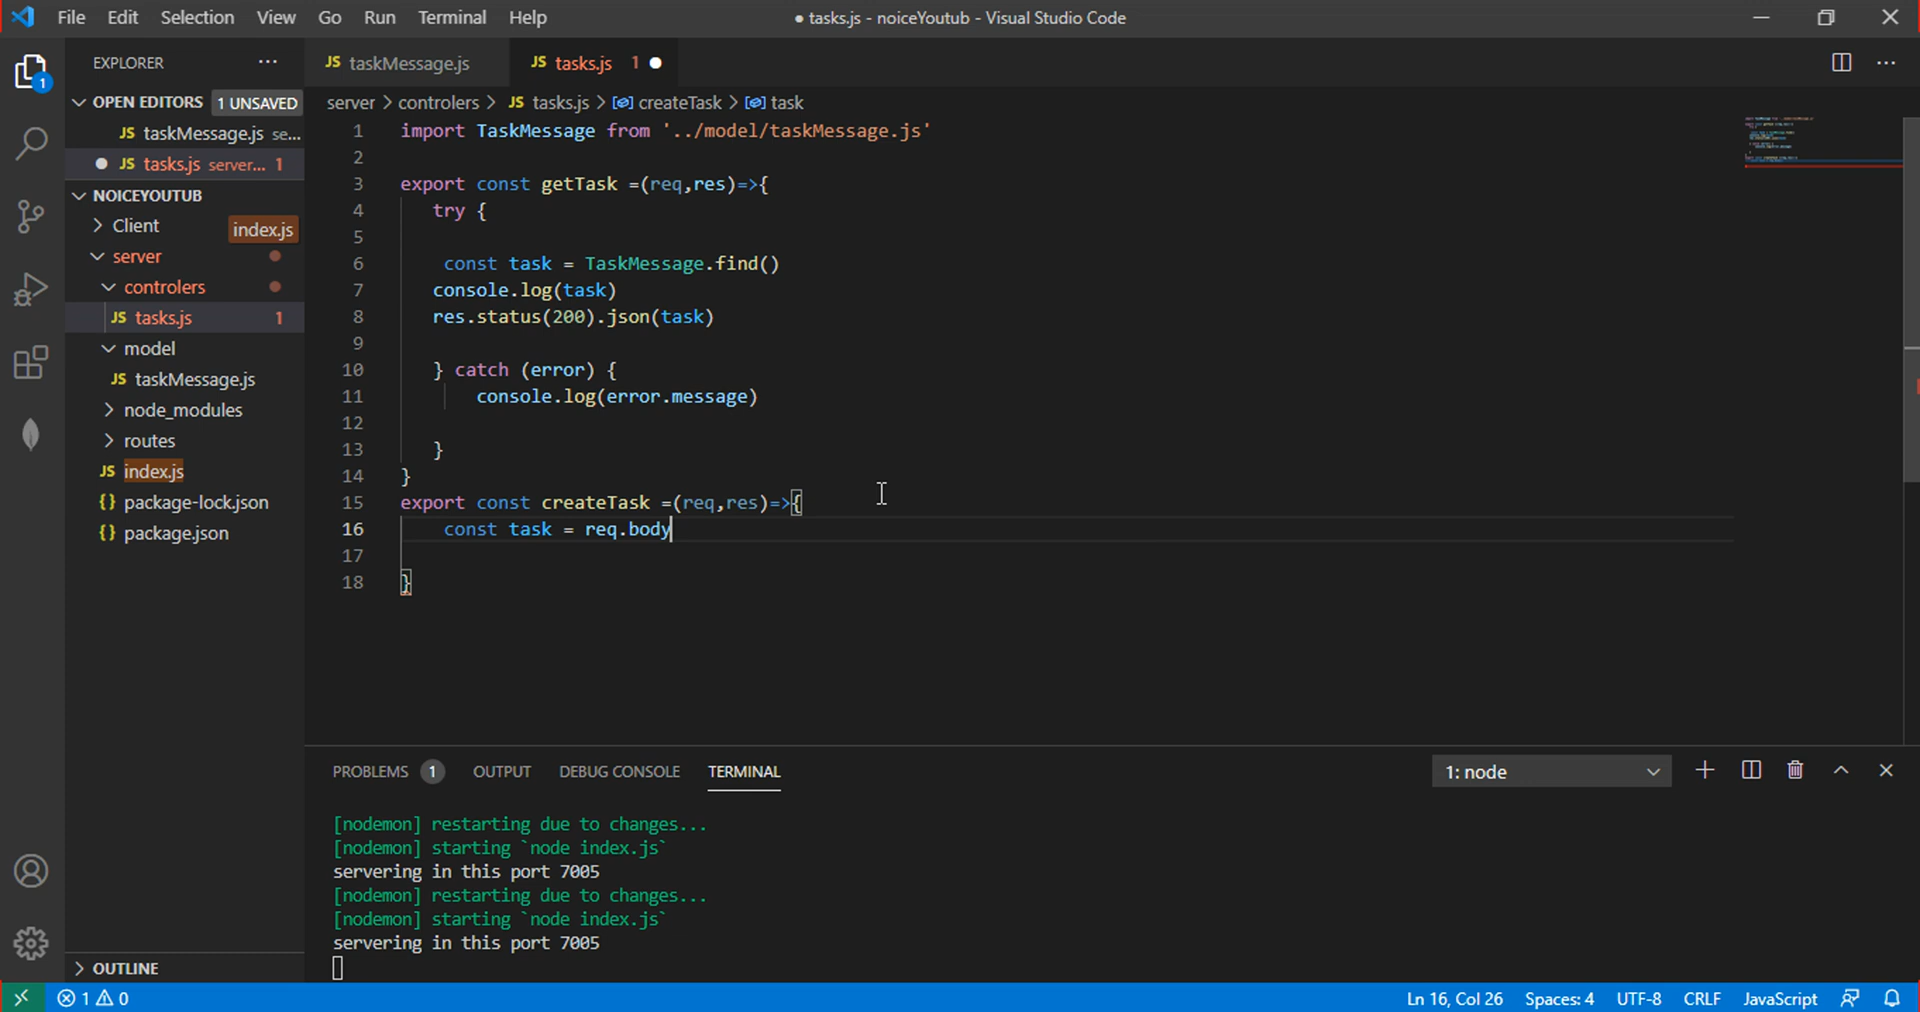 File Edit Selection View Go Run Terminal Help
● tasks.js - noiceYoutub - Visual Studio Code
EXPLORER
JS taskMessage.js
JS tasks.js 1
OPEN EDITORS 1 UNSAVED
JS taskMessage.js se...
JS tasks.js server... 1
NOICEYOUTUB
Client
index.js
server
controlers
JS tasks.js 1
model
JS taskMessage.js
node_modules
routes
JS index.js
{} package-lock.json
{} package.json
OUTLINE
1
server > controlers > JS tasks.js > createTask > task
1 import TaskMessage from '../model/taskMessage.js'
2
3 export const getTask =(req,res)=>{
4 try {
5
6 const task = TaskMessage.find()
7 console.log(task)
8 res.status(200).json(task)
9
10 } catch (error) {
11 console.log(error.message)
12
13 }
14 }
15 export const createTask =(req,res)=>{
16 const task = req.body
17
18 }
PROBLEMS 1 OUTPUT DEBUG CONSOLE TERMINAL
1: node
[nodemon] restarting due to changes...
[nodemon] starting `node index.js`
servering in this port 7005
[nodemon] restarting due to changes...
[nodemon] starting `node index.js`
servering in this port 7005
1 0
Ln 16, Col 26 Spaces: 4 UTF-8 CRLF JavaScript